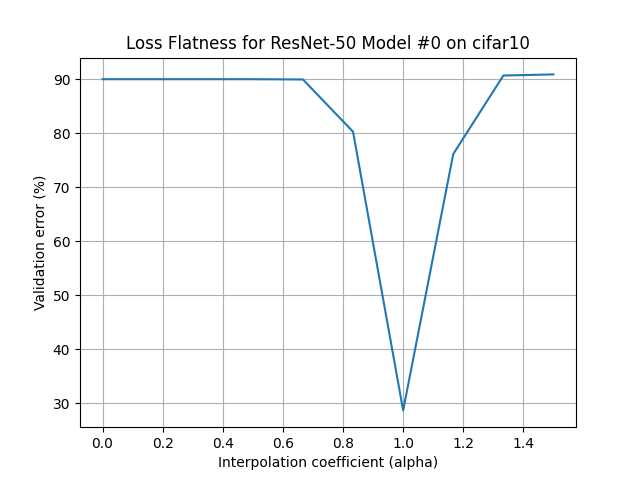 Loss Flatness for ResNet-50 Model #0 on cifar10
90
80
70
60
50
40
30
Validation error (%)
0.0 0.2 0.4 0.6 0.8 1.0 1.2 1.4
Interpolation coefficient (alpha)